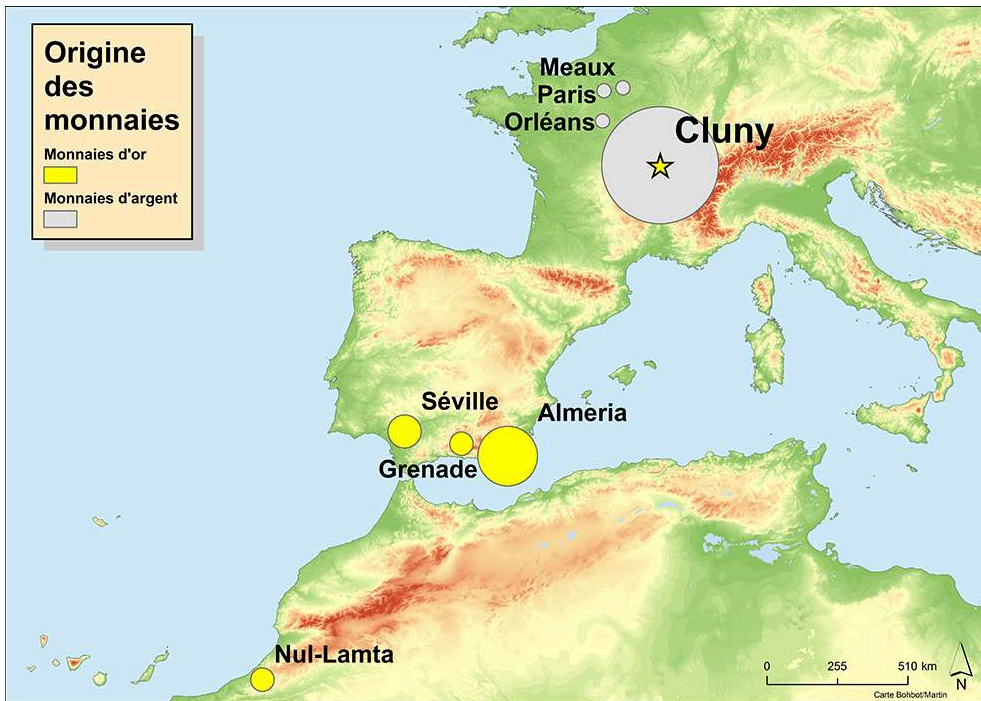 Origine
des
monnaies
Monnaies d'or
Monnaies d'argent
Meaux
Paris
Orléans
Cluny
Séville
Almeria
Grenade
Nul-Lamta
0 255 510 km
N
Carte Bohbot/Martin